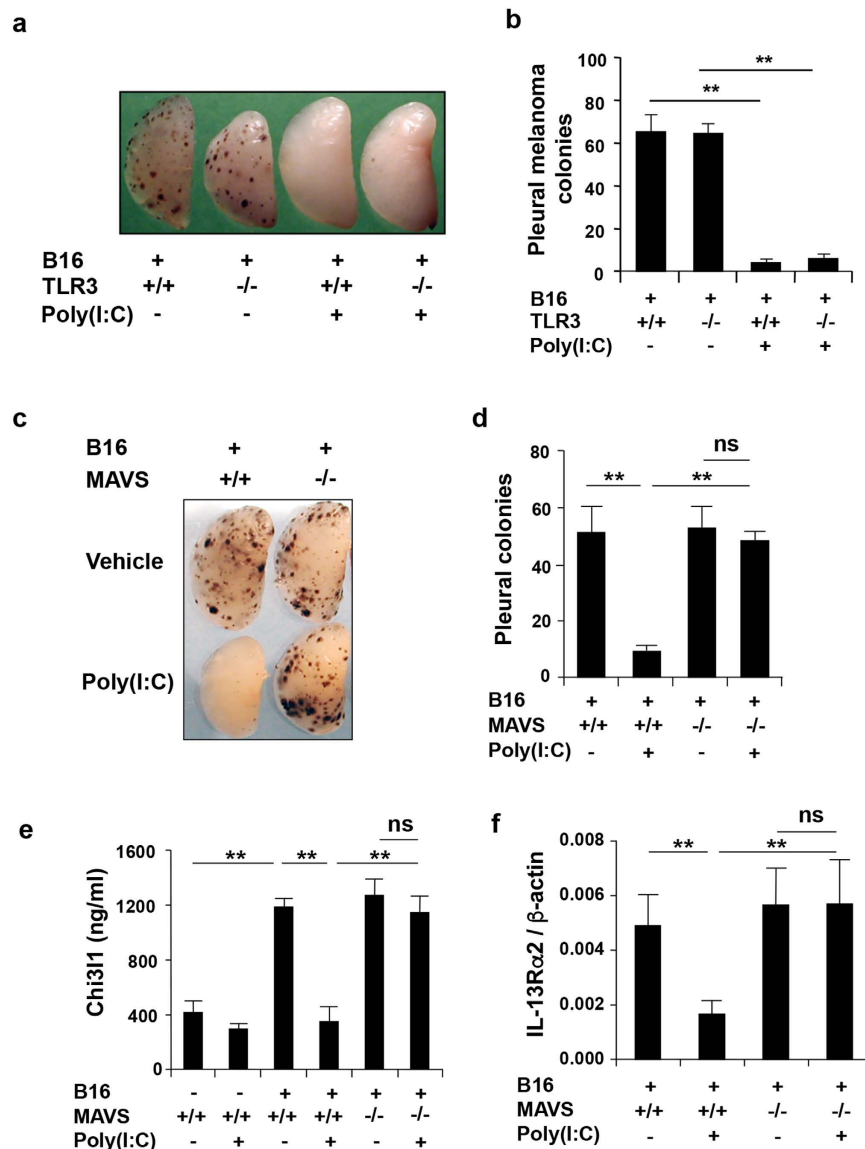 a
B16 + + + +
TLR3 +/+ -/- +/+ -/-
Poly(I:C) - - + +
b
** 
**
Pleural melanoma
colonies
100
80
60
40
20
0
B16 + + + +
TLR3 +/+ -/- +/+ -/-
Poly(I:C) - - + +
c
B16 + +
MAVS +/+ -/-
Vehicle
Poly(I:C)
d
ns
** **
Pleural colonies
80
60
40
20
0
B16 + + + +
MAVS +/+ +/+ -/- -/-
Poly(I:C) - + - +
e
ns
** ** **
Chi3l1 (ng/ml)
1600
1200
800
400
0
B16 - - + + + +
MAVS +/+ +/+ +/+ +/+ -/- -/-
Poly(I:C) - + - + - +
f
ns
** **
IL-13Rα2 / β-actin
0.008
0.006
0.004
0.002
0.000
B16 + + + +
MAVS +/+ +/+ -/- -/-
Poly(I:C) - + - +